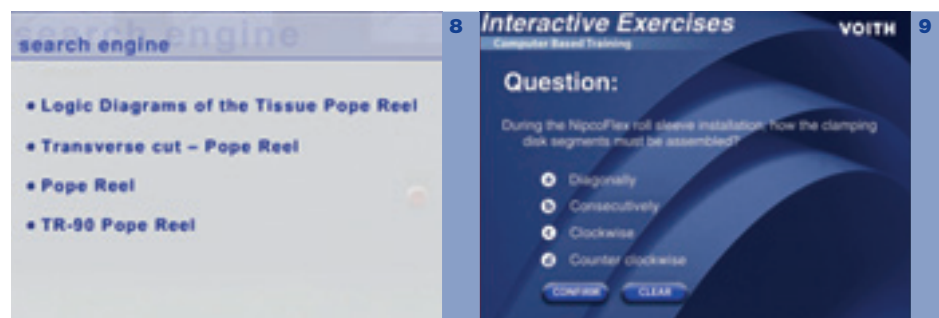 search engine
• Logic Diagrams of the Tissue Pope Reel
• Transverse cut – Pope Reel
• Pope Reel
• TR-90 Pope Reel
8
Interactive Exercises
Computer Based Training
VOITH
9
Question:
During the NipcoFlex roll sleeve installation, how the clamping
disk segments must be assembled?
a Diagonally
b Consecutively
c Clockwise
d Counter clockwise
CONFIRM CLEAR